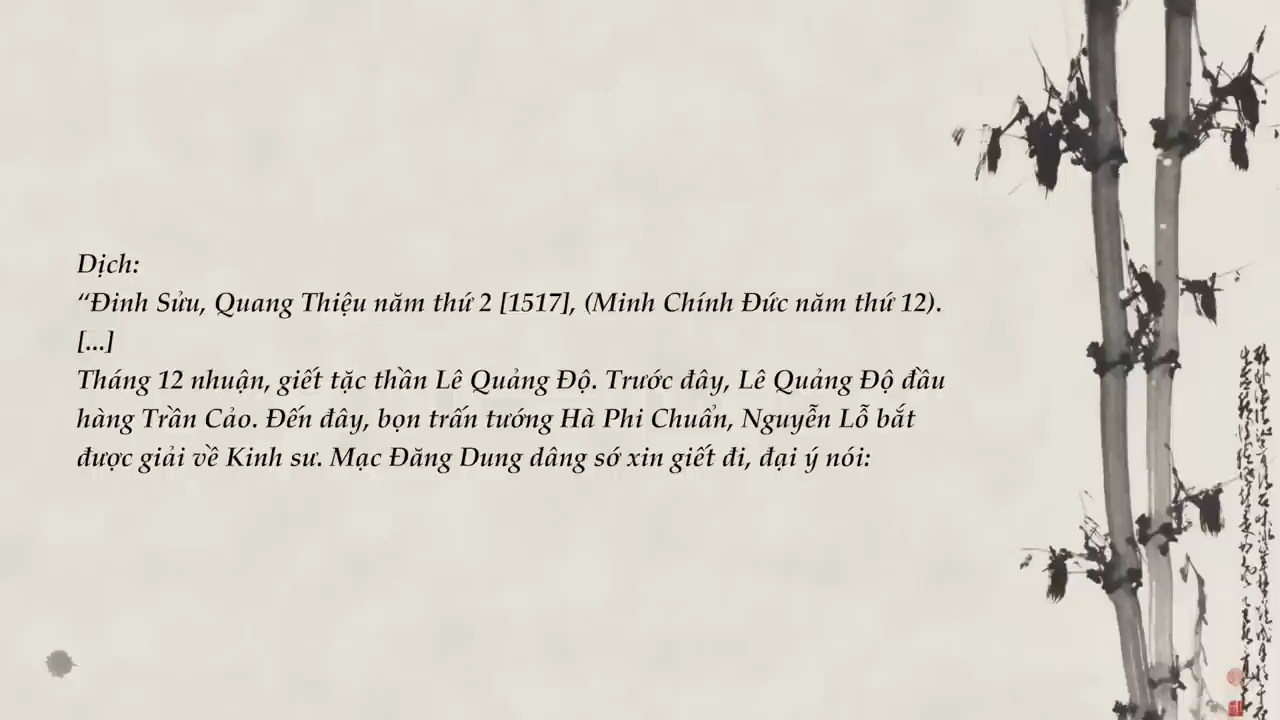 Dịch:
“Đinh Sửu, Quang Thiệu năm thứ 2 [1517], (Minh Chính Đức năm thứ 12).
[...]
Tháng 12 nhuận, giết tặc thần Lê Quảng Độ. Trước đây, Lê Quảng Độ đầu
hàng Trần Cảo. Đến đây, bọn trấn tướng Hà Phi Chuẩn, Nguyễn Lỗ bắt
được giải về Kinh sư. Mạc Đăng Dung dâng sớ xin giết đi, đại ý nói: